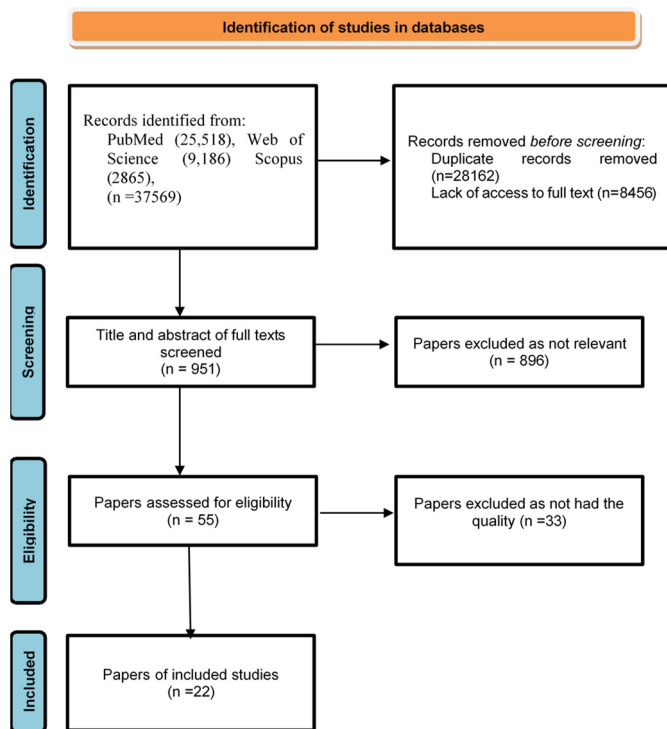 Identification of studies in databases
Identification
Records identified from:
PubMed (25,518), Web of
Science (9,186) Scopus
(2865),
(n =37569)
Records removed before screening:
Duplicate records removed
(n=28162)
Lack of access to full text (n=8456)
Screening
Title and abstract of full texts
screened
(n = 951)
Papers excluded as not relevant
(n = 896)
Eligibility
Papers assessed for eligibility
(n = 55)
Papers excluded as not had the
quality (n =33)
Included
Papers of included studies
(n =22)